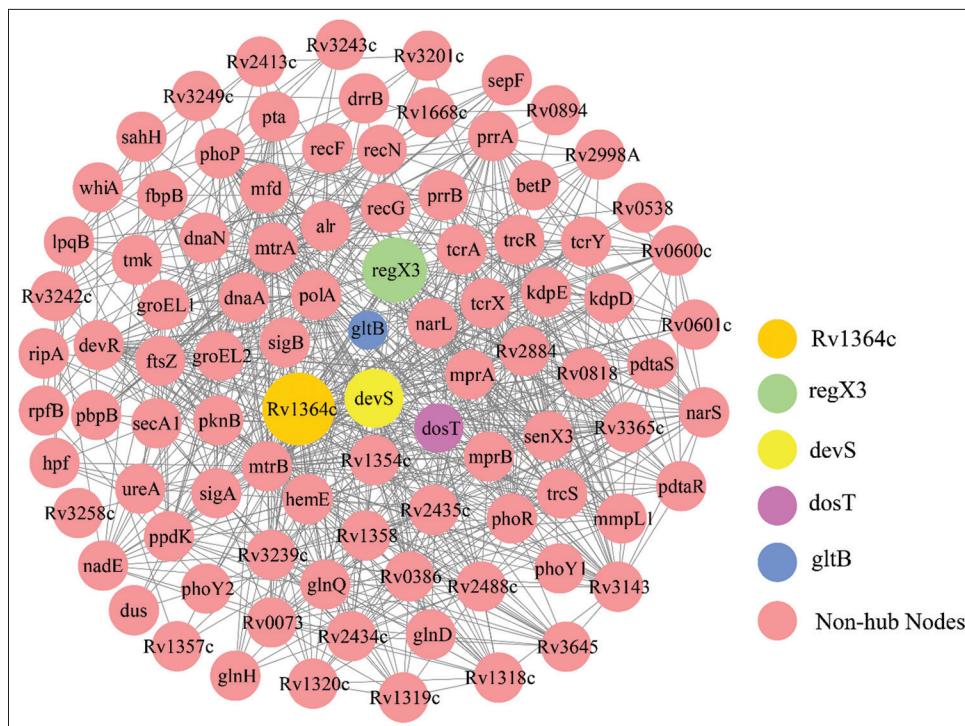 Rv3243c
Rv2413c
Rv3201c
sepF
Rv3249c
drrB
Rv1668c
Rv0894
pta
sahH
phoP
recF
recN
prrA
Rv2998A
whiA
fbpB
mfd
recG
prrB
betP
Rv0538
lpqB
dnaN
mtrA
alr
tcrA
trcR
tcrY
Rv0600c
tmk
regX3
Rv3242c
groEL1
dnaA
polA
tcrX
kdpE
kdpD
gltB
narL
Rv0601c
ripA
devR
ftsZ
groEL2
sigB
Rv2884
pdtaS
Rv1364c
mprA
Rv0818
rpfB
pbpB
secA1
pknB
Rv1364c
devS
regX3
narS
dosT
senX3
Rv3365c
devS
hpf
mtrB
Rv1354c
mprB
ureA
sigA
hemE
trcS
pdtaR
dosT
Rv3258c
ppdK
Rv1358
Rv2435c
phoR
mmpL1
nadE
Rv3239c
gltB
phoY2
glnQ
Rv0386
Rv2488c
phoY1
Rv3143
dus
Rv0073
Rv2434c
glnD
Non-hub Nodes
Rv1357c
Rv3645
glnH
Rv1320c
Rv1319c
Rv1318c